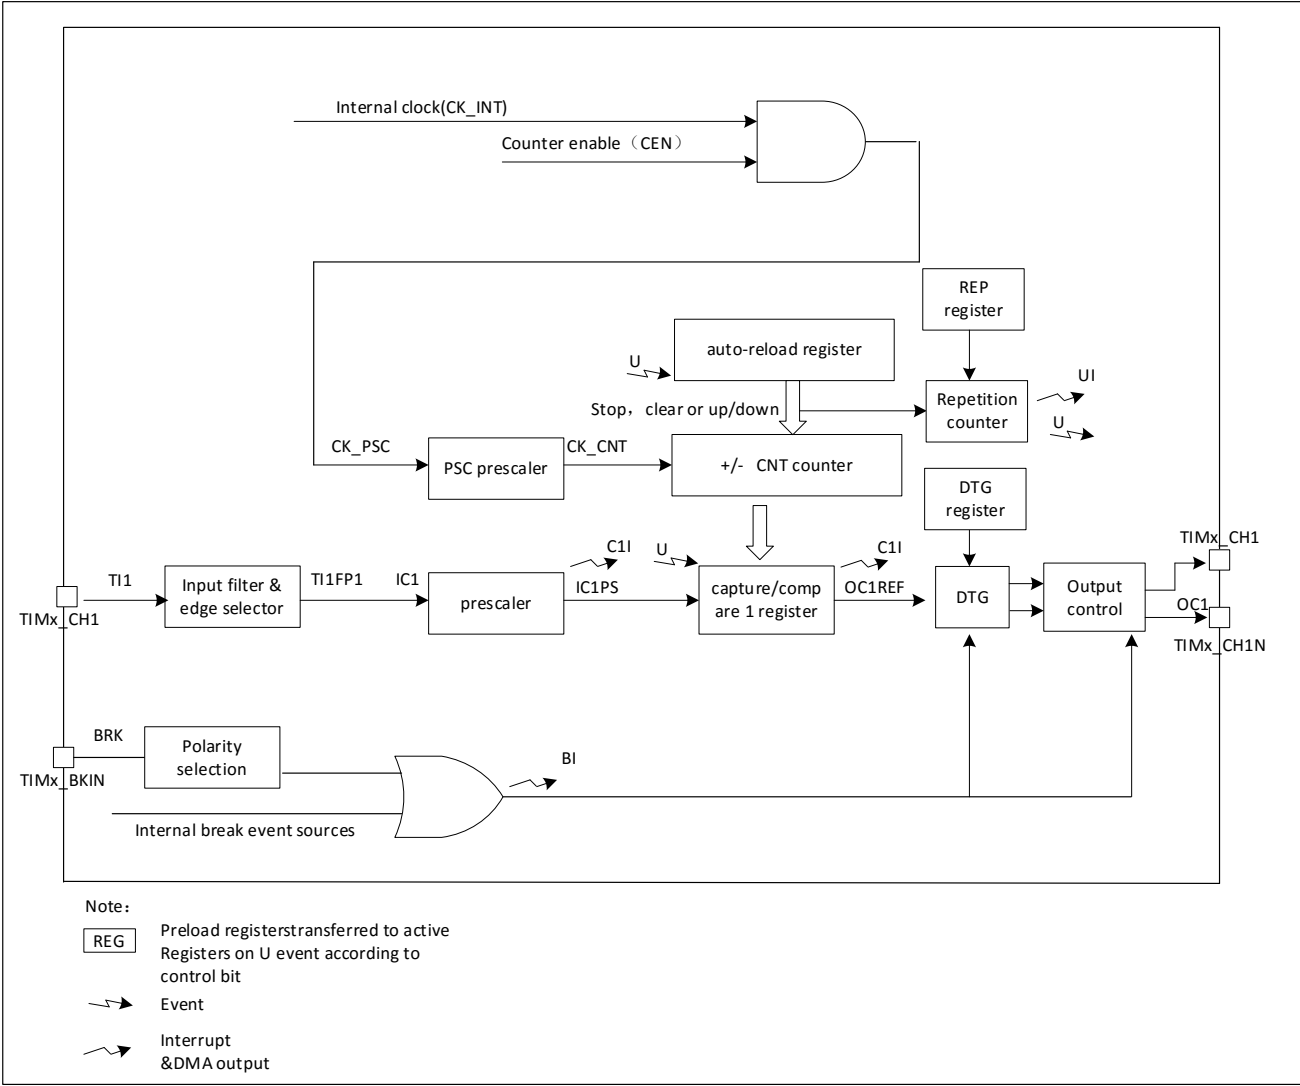 Internal clock(CK_INT)
Counter enable（CEN）
REP
register
auto-reload register
U
UI
Repetition
counter
U
Stop，clear or up/down
CK_PSC
PSC prescaler
CK_CNT
+/- CNT counter
DTG
register
TIMx_CH1
C1I
U
C1I
TI1
Input filter &
edge selector
TI1FP1
IC1
prescaler
IC1PS
capture/comp
are 1 register
OC1REF
DTG
Output
control
OC1
TIMx_CH1
TIMx_CH1N
BRK
Polarity
selection
BI
TIMx_BKIN
Internal break event sources
Note：
REG
Preload registerstransferred to active
Registers on U event according to
control bit
Event
Interrupt
&DMA output